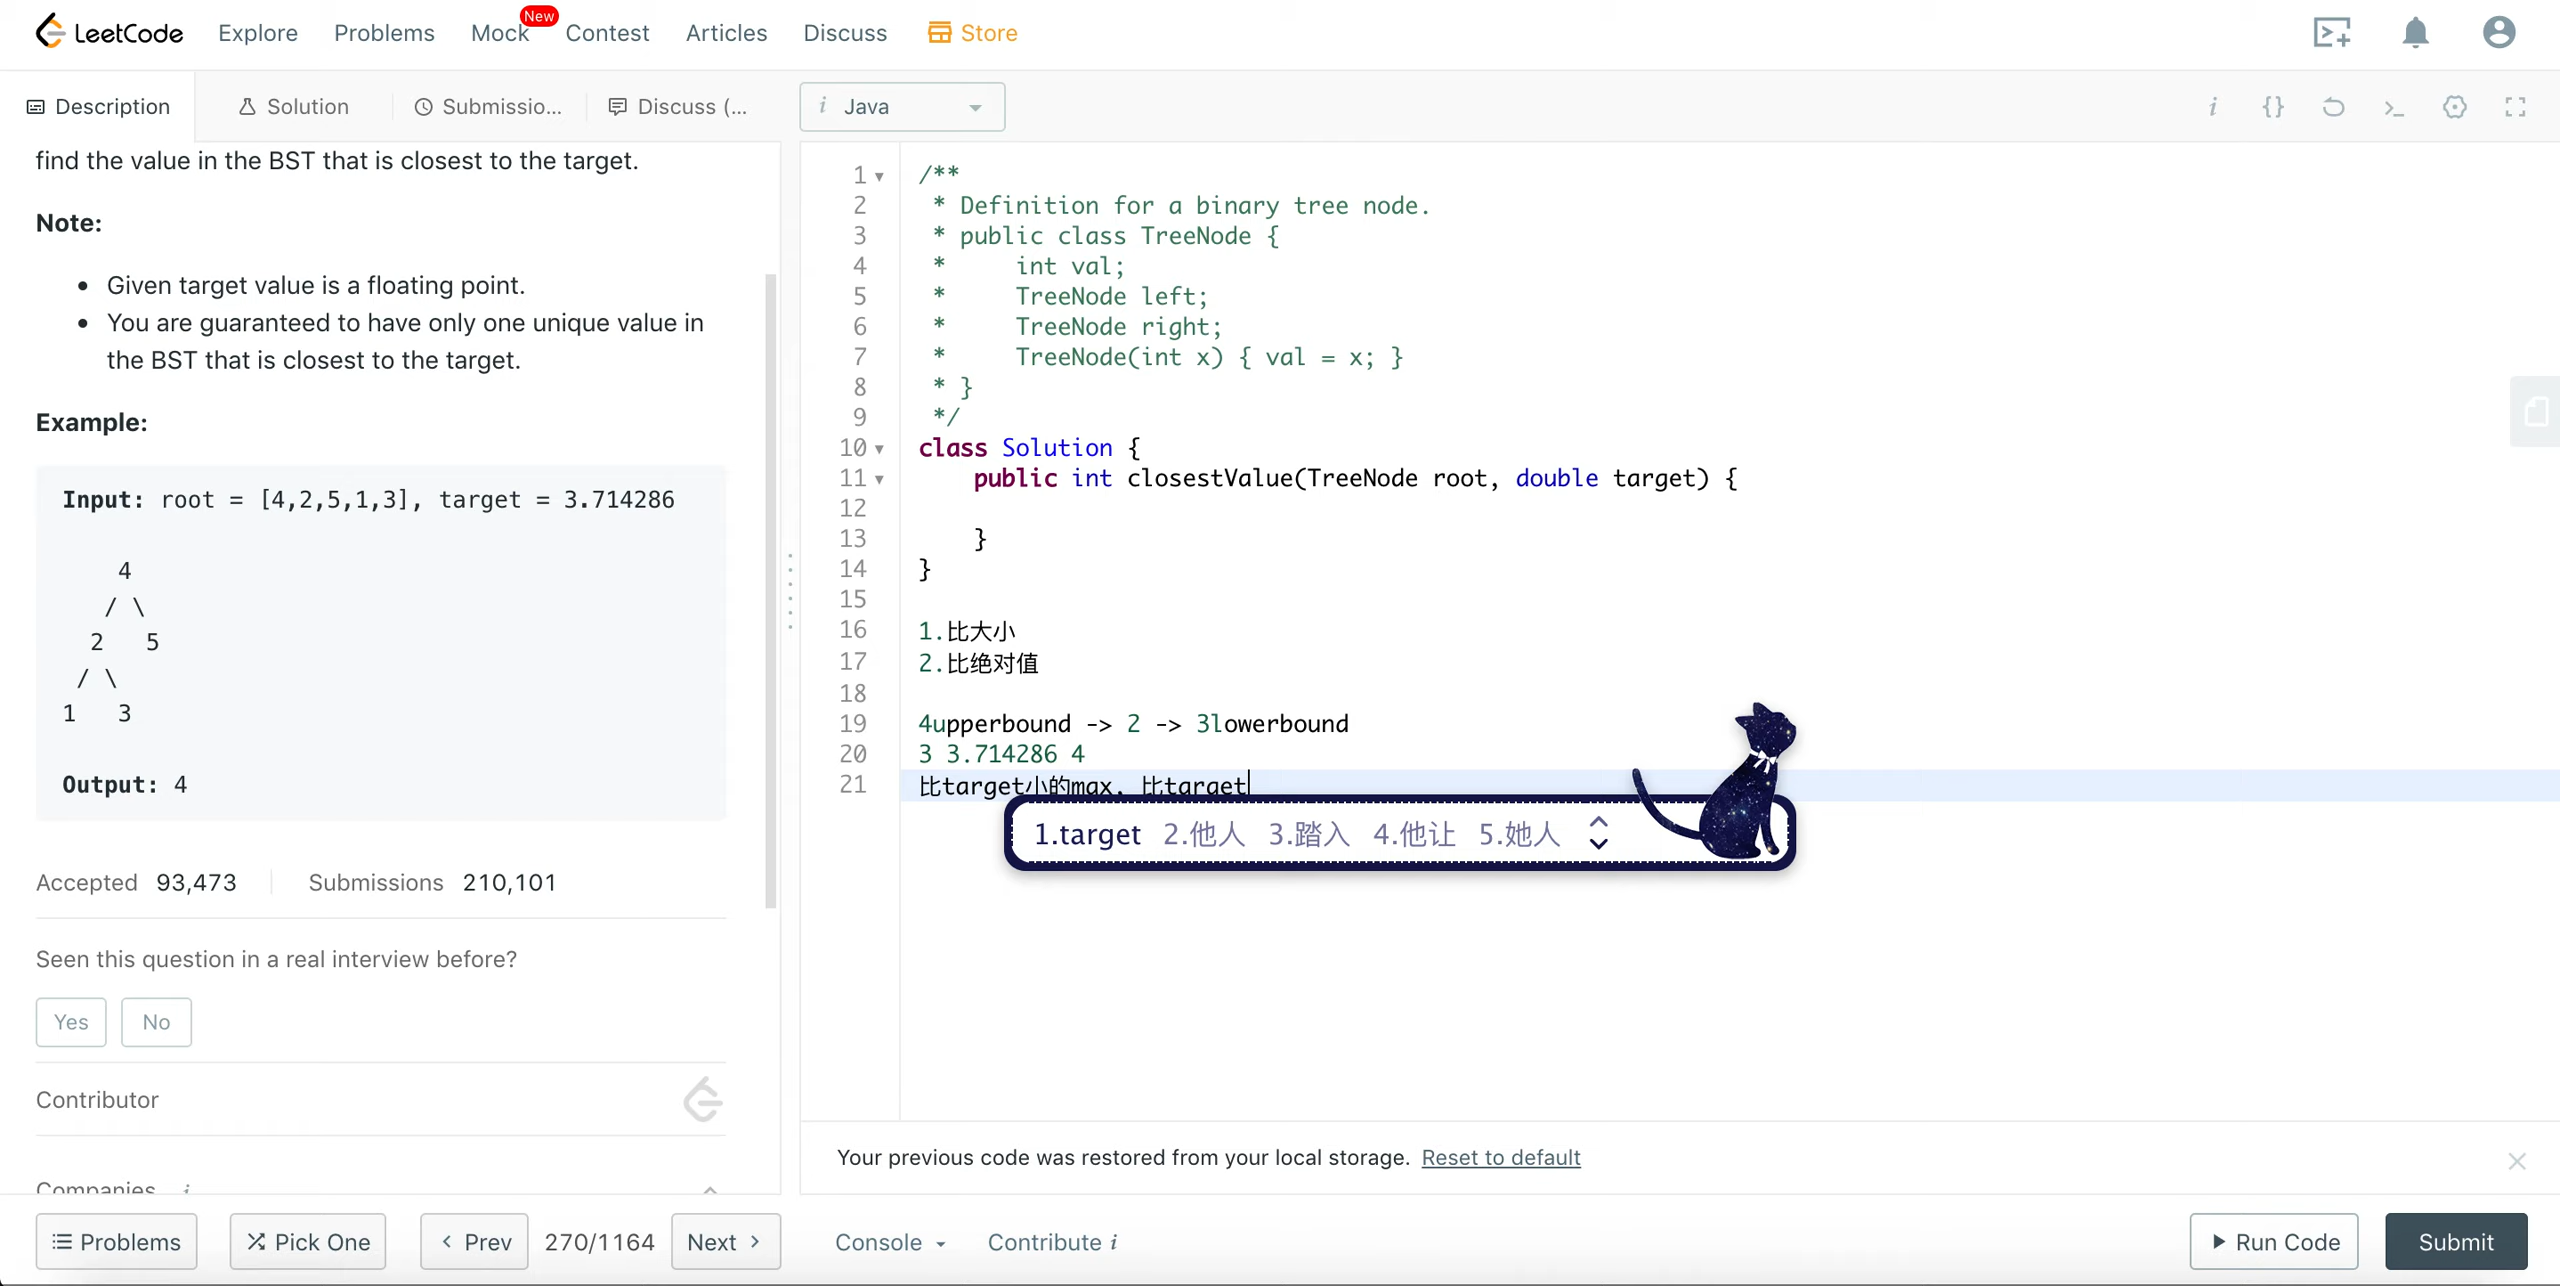 LeetCode Explore Problems Mock New Contest Articles Discuss Store
Description Solution Submissio... Discuss (...
find the value in the BST that is closest to the target.
Note:
• Given target value is a floating point.
• You are guaranteed to have only one unique value in
the BST that is closest to the target.
Example:
Input: root = [4,2,5,1,3], target = 3.714286
4
/ \
2 5
/ \
1 3
Output: 4
Accepted 93,473 Submissions 210,101
Seen this question in a real interview before?
Yes No
Contributor
Companies i
Problems Pick One < Prev 270/1164 Next >
i Java
i {} >_
1 /**
2 * Definition for a binary tree node.
3 * public class TreeNode {
4 * int val;
5 * TreeNode left;
6 * TreeNode right;
7 * TreeNode(int x) { val = x; }
8 * }
9 */
10 class Solution {
11 public int closestValue(TreeNode root, double target) {
12
13 }
14 }
15
16 1.比大小
17 2.比绝对值
18
19 4upperbound -> 2 -> 3lowerbound
20 3 3.714286 4
21 比target小的max, 比target
1.target 2.他人 3.踏入 4.他让 5.她人
Your previous code was restored from your local storage. Reset to default
Console Contribute i
Run Code Submit